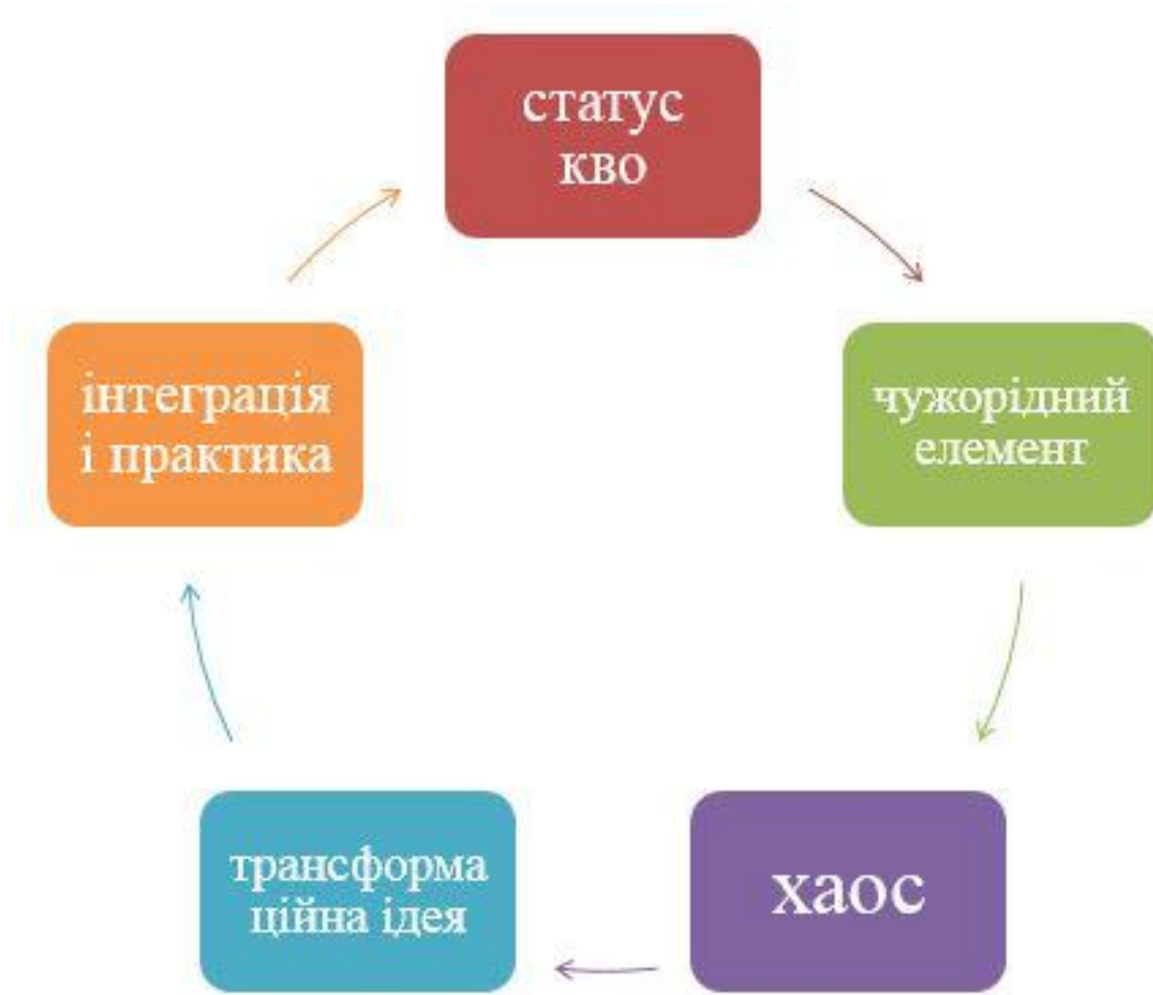 статус
кво
чужорідний
елемент
хаос
трансформа
ційна ідея
інтеграція
і практика